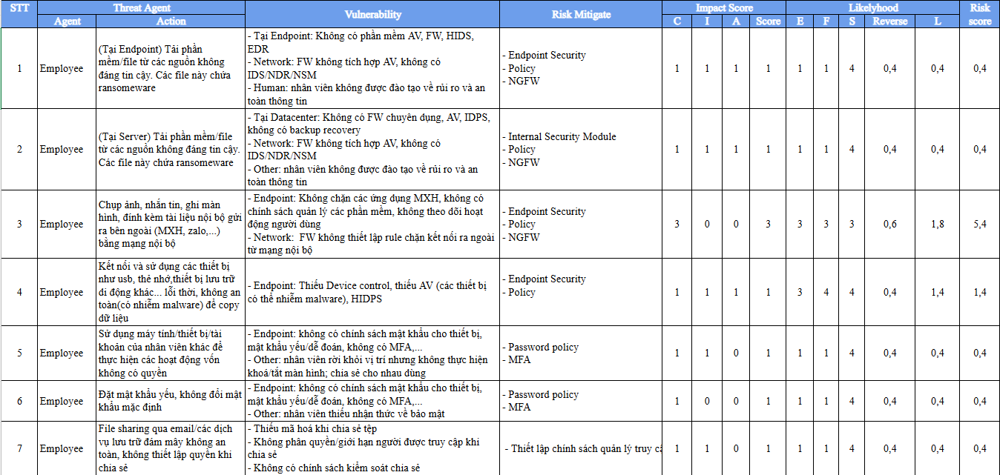 STT
Threat Agent
Vulnerability
Risk Mitigate
Impact Score
Likelyhood
Risk
score
Agent
Action
C
I
A
Score
E
F
S
Reverse
L
1
Employee
(Tại Endpoint) Tải phần
mềm/file từ các nguồn không
đáng tin cậy. Các file này chứa
ransomeware
- Tại Endpoint: Không có phần mềm AV, FW, HIDS,
EDR
- Network: FW không tích hợp AV, không có
IDS/NDR/NSM
- Human: nhân viên không được đào tạo về rủi ro và an
toàn thông tin
- Endpoint Security
- Policy
- NGFW
1
1
1
1
1
1
4
0,4
0,4
0,4
2
Employee
(Tại Server) Tải phần mềm/file
từ các nguồn không đáng tin cậy.
Các file này chứa ransomeware
- Tại Datacenter: Không có FW chuyên dụng, AV, IDPS,
không có backup recovery
- Network: FW không tích hợp AV, không có
IDS/NDR/NSM
- Other: nhân viên không được đào tạo về rủi ro và an
toàn thông tin
- Internal Security Module
- Policy
- NGFW
1
1
1
1
1
1
4
0,4
0,4
0,4
3
Employee
Chụp ảnh, nhắn tin, ghi màn
hình, đính kèm tài liệu nội bộ gửi
ra bên ngoài (MXH, zalo,...)
bằng mạng nội bộ
- Endpoint: Không chặn các ứng dụng MXH, không có
chính sách quản lý các phần mềm, không theo dõi hoạt
động người dùng
- Network:  FW không thiết lập rule chặn kết nối ra ngoài
từ mạng nội bộ
- Endpoint Security
- Policy
- NGFW
3
0
0
3
3
3
3
0,6
1,8
5,4
4
Employee
Kết nối và sử dụng các thiết bị
như usb, thẻ nhớ,thiết bị lưu trữ
di động khác... lỗi thời, không an
toàn(có nhiễm malware) để copy
dữ liệu
- Endpoint: Thiếu Device control, thiếu AV (các thiết bị
có thể nhiễm malware), HIDPS
- Endpoint Security
- Policy
1
1
1
1
3
4
4
0,4
1,4
1,4
5
Employee
Sử dụng máy tính/thiết bị/tài
khoản của nhân viên khác để
thực hiện các hoạt động vốn
không có quyền
- Endpoint: không có chính sách mật khẩu cho thiết bị,
mật khẩu yếu/dễ đoán, không có MFA,...
- Other: nhân viên rời khỏi vị trí nhưng không thực hiện
khoá/tắt màn hình; chia sẻ cho nhau dùng
- Password policy
- MFA
1
1
0
1
1
1
4
0,4
0,4
0,4
6
Employee
Đặt mật khẩu yếu, không đổi mật
khẩu mặc định
- Endpoint: không có chính sách mật khẩu cho thiết bị,
mật khẩu yếu/dễ đoán, không có MFA,...
- Other: nhân viên thiếu nhận thức về bảo mật
- Password policy
- MFA
1
0
0
1
1
1
4
0,4
0,4
0,4
7
Employee
File sharing qua email/các dịch
vụ lưu trữ đám mây không an
toàn, không thiết lập quyền khi
chia sẻ
- Thiếu mã hoá khi chia sẻ tệp
- Không phân quyền/giới hạn người được truy cập khi
chia sẻ
- Không có chính sách kiểm soát chia sẻ
- Thiết lập chính sách quản lý truy
1
1
0
1
1
1
4
0,4
0,4
0,4